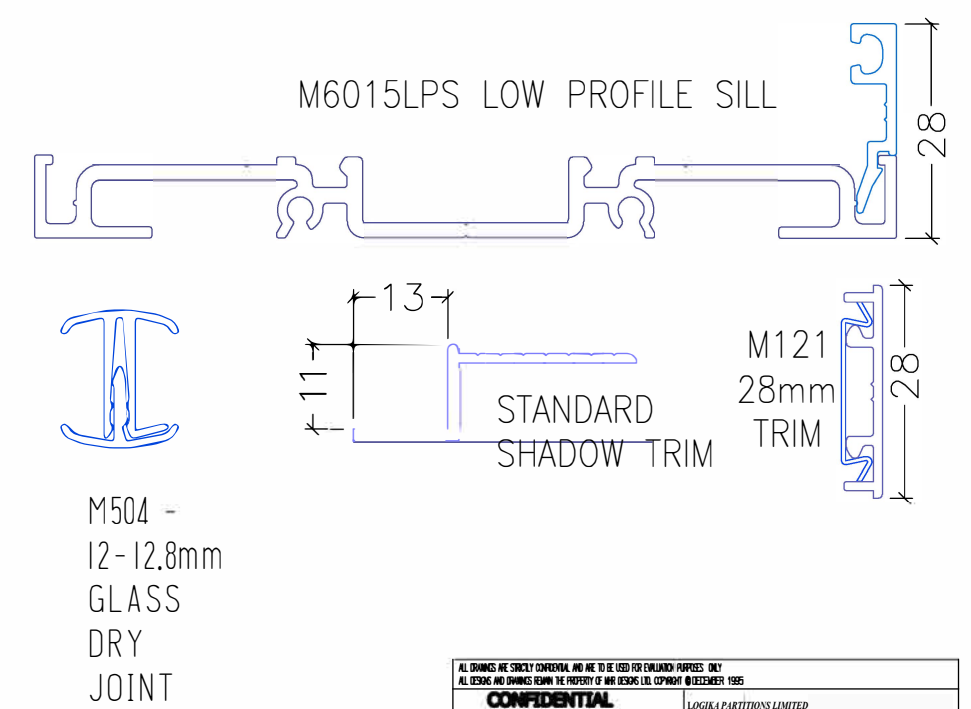 M6015LPS LOW PROFILE SILL
28
13
11
STANDARD
SHADOW TRIM
M121
28mm
TRIM
28
M504 -
12-12.8mm
GLASS
DRY
JOINT
ALL DRAWINGS ARE STRICTLY CONFIDENTIAL AND ARE TO BE USED FOR EVALUATION PURPOSES ONLY
ALL DESIGNS AND DRAWINGS REMAIN THE PROPERTY OF DESIGNS LTD. COPYRIGHT © DECEMBER 1995
CONFIDENTIAL
LOGIKA PARTITIONS LIMITED